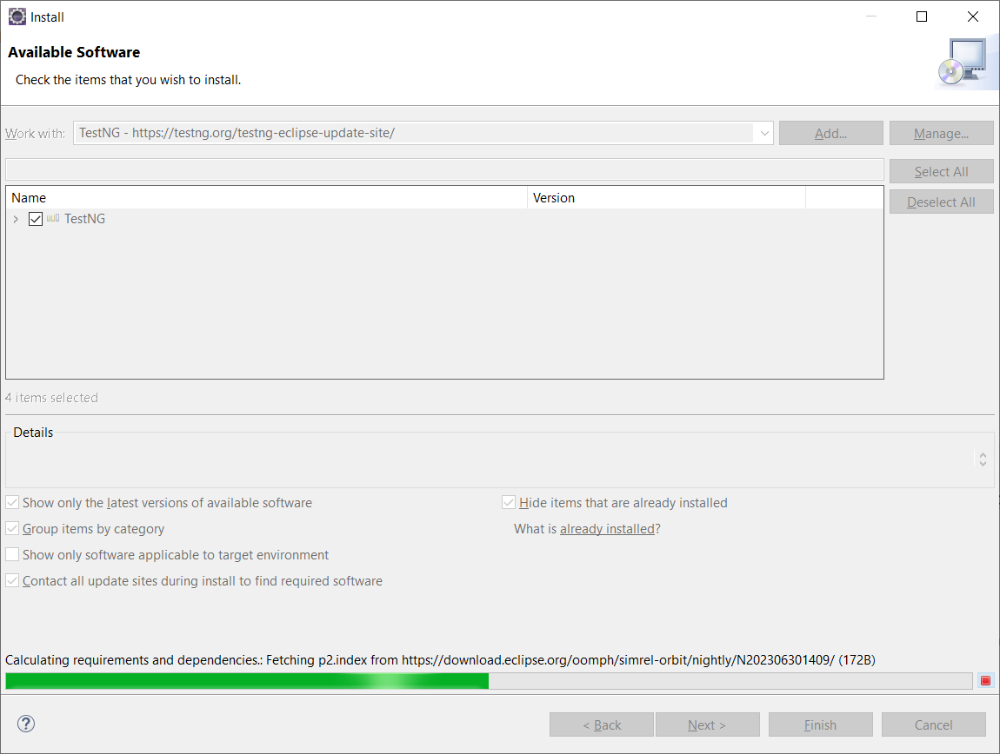 Install
Available Software
Check the items that you wish to install.
Work with: TestNG - https://testng.org/testng-eclipse-update-site/ Add... Manage...
Select All
Name Version
Deselect All
TestNG
4 items selected
Details
Show only the latest versions of available software Hide items that are already installed
Group items by category What is already installed?
Show only software applicable to target environment
Contact all update sites during install to find required software
Calculating requirements and dependencies.: Fetching p2.index from https://download.eclipse.org/oomph/simrel-orbit/nightly/N202306301409/ (172B)
? < Back Next > Finish Cancel